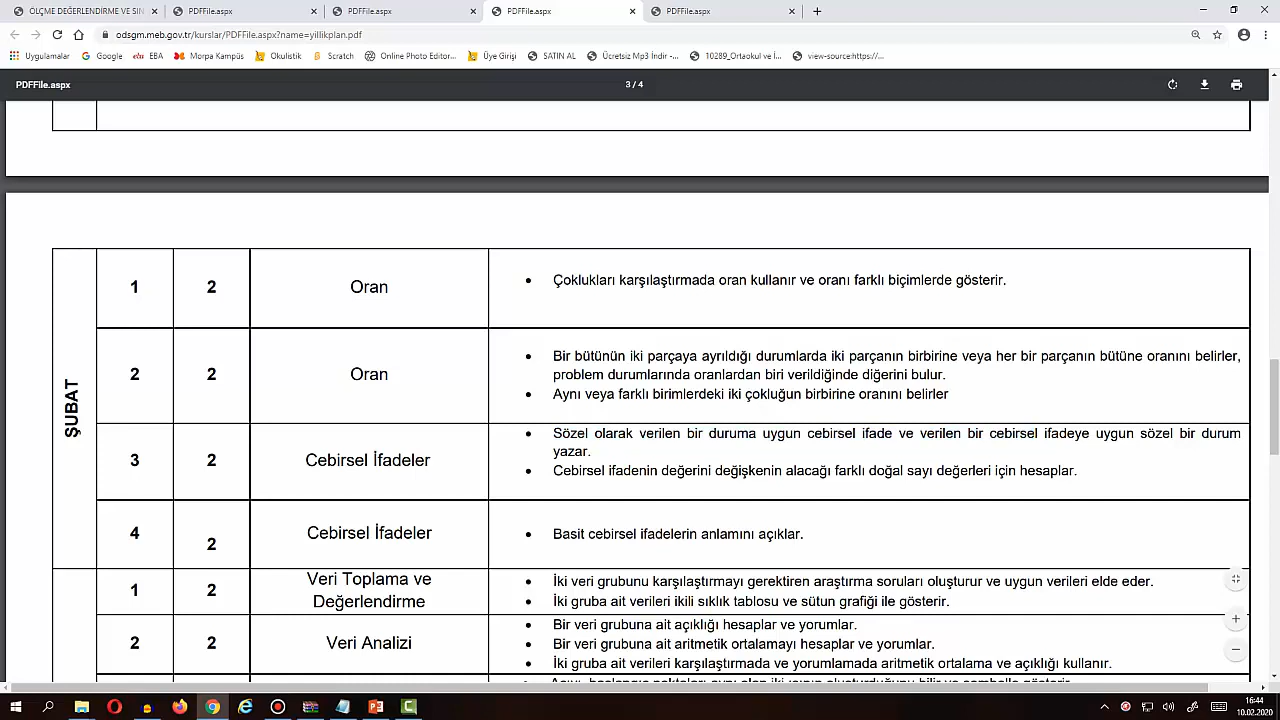 ÖLÇME DEĞERLENDİRME VE SIN
PDFFile.aspx
PDFFile.aspx
PDFFile.aspx
PDFFile.aspx
odsgm.meb.gov.tr/kurslar/PDFFile.aspx?name=yillikplan.pdf
Uygulamalar
Google
EBA
Morpa Kampüs
Okulistik
Scratch
Online Photo Editor...
Üye Girişi
SATIN AL
Ücretsiz Mp3 İndir -...
10289_Ortaokul ve İ...
view-source:https://...
PDFFile.aspx
3 / 4
ŞUBAT
1 2 Oran
• Çoklukları karşılaştırmada oran kullanır ve oranı farklı biçimlerde gösterir.
2 2 Oran
• Bir bütünün iki parçaya ayrıldığı durumlarda iki parçanın birbirine veya her bir parçanın bütüne oranını belirler,
problem durumlarında oranlardan biri verildiğinde diğerini bulur.
• Aynı veya farklı birimlerdeki iki çokluğun birbirine oranını belirler
3 2 Cebirsel İfadeler
• Sözel olarak verilen bir duruma uygun cebirsel ifade ve verilen bir cebirsel ifadeye uygun sözel bir durum
yazar.
• Cebirsel ifadenin değerini değişkenin alacağı farklı doğal sayı değerleri için hesaplar.
4 2 Cebirsel İfadeler
• Basit cebirsel ifadelerin anlamını açıklar.
1 2 Veri Toplama ve
Değerlendirme
• İki veri grubunu karşılaştırmayı gerektiren araştırma soruları oluşturur ve uygun verileri elde eder.
• İki gruba ait verileri ikili sıklık tablosu ve sütun grafiği ile gösterir.
2 2 Veri Analizi
• Bir veri grubuna ait açıklığı hesaplar ve yorumlar.
• Bir veri grubuna ait aritmetik ortalamayı hesaplar ve yorumlar.
• İki gruba ait verileri karşılaştırmada ve yorumlamada aritmetik ortalama ve açıklığı kullanır.
16:44
10.02.2020